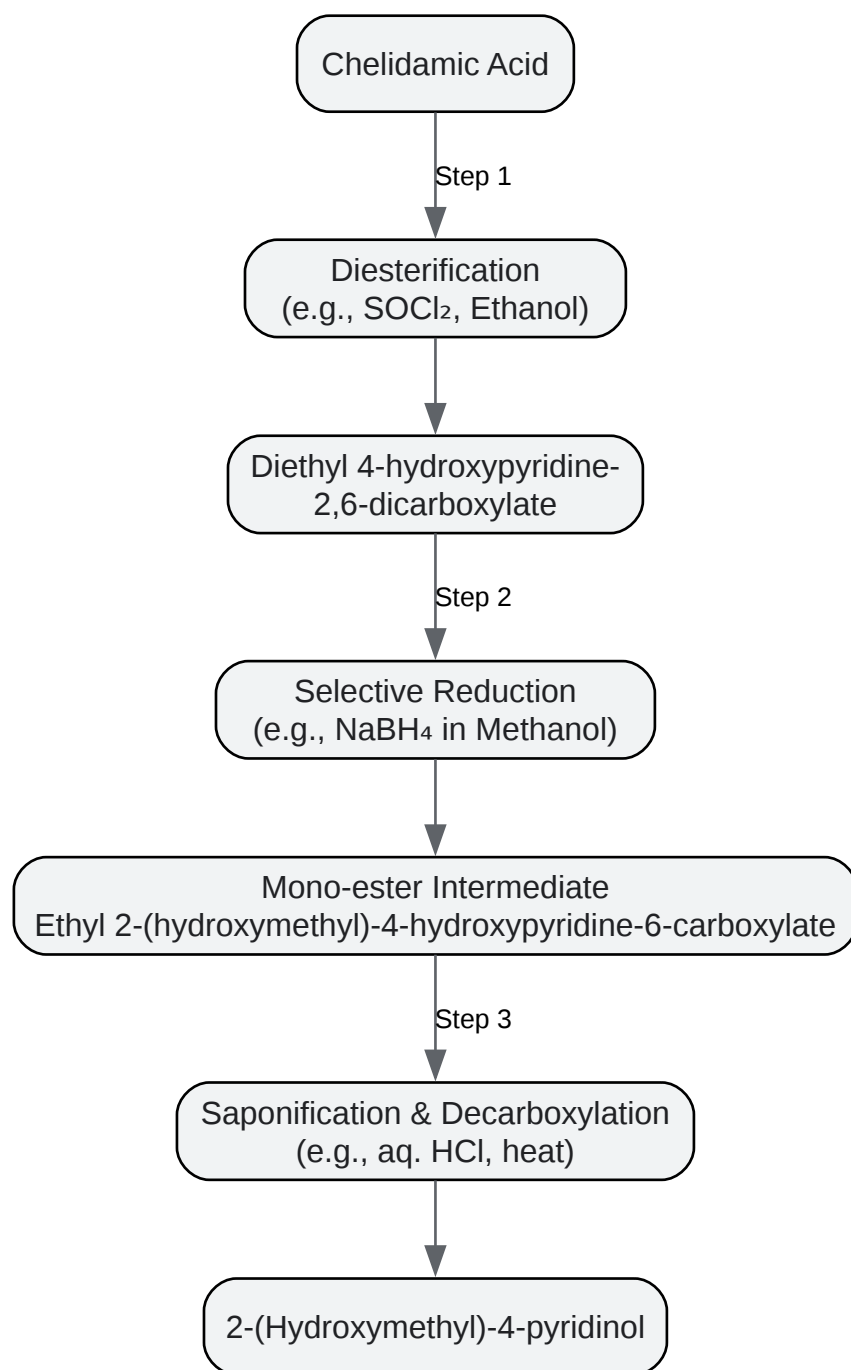 Chelidamic Acid
Step 1
Diesterification
(e.g., SOCl₂, Ethanol)
Diethyl 4-hydroxypyridine-
2,6-dicarboxylate
Step 2
Selective Reduction
(e.g., NaBH₄ in Methanol)
Mono-ester Intermediate
Ethyl 2-(hydroxymethyl)-4-hydroxypyridine-6-carboxylate
Step 3
Saponification & Decarboxylation
(e.g., aq. HCl, heat)
2-(Hydroxymethyl)-4-pyridinol